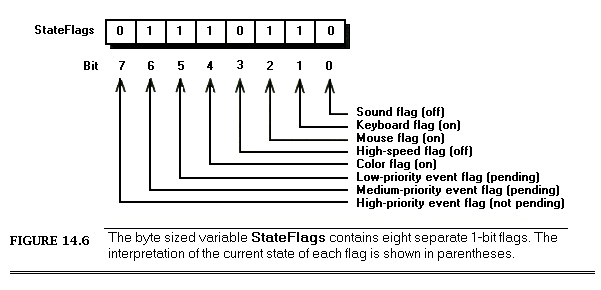 StateFlags 0 1 1 1 0 1 1 0
Bit 7 6 5 4 3 2 1 0
Sound flag (off)
Keyboard flag (on)
Mouse flag (on)
High-speed flag (off)
Color flag (on)
Low-priority event flag (pending)
Medium-priority event flag (pending)
High-priority event flag (not pending)
FIGURE 14.6 The byte sized variable StateFlags contains eight separate 1-bit flags. The
interpretation of the current state of each flag is shown in parentheses.